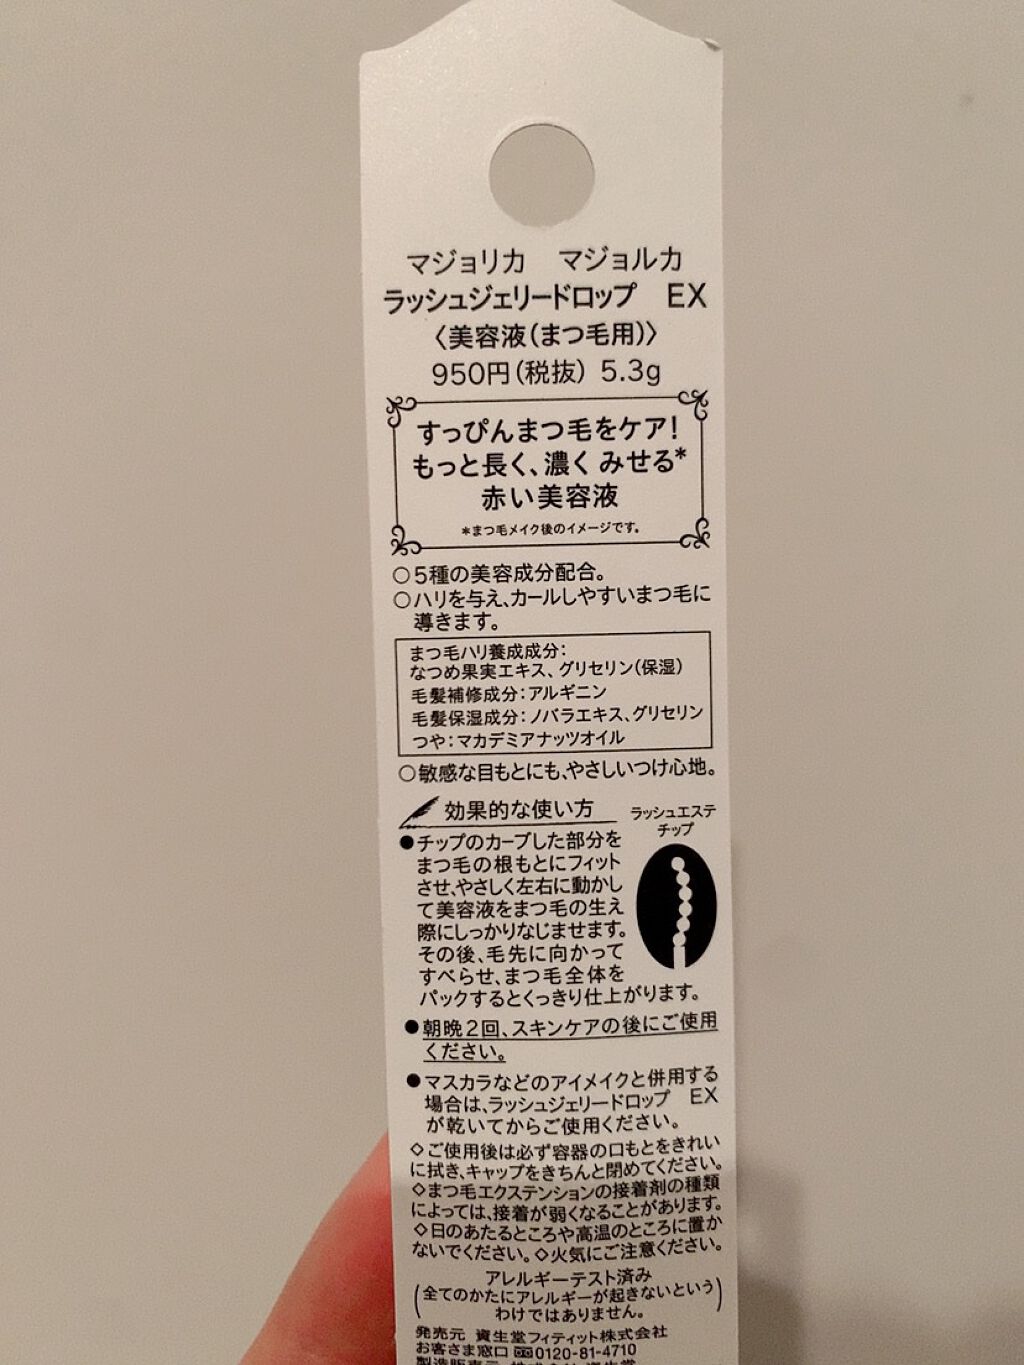 マジョリカ　マジョルカ
ラッシュジェリードロップ　EX
〈美容液(まつ毛用)〉
950円(税抜) 5.3g
すっぴんまつ毛をケア!
もっと長く、濃く みせる*
赤い美容液
*まつ毛メイク後のイメージです。
○5種の美容成分配合。
○ハリを与え、カールしやすいまつ毛に
導きます。
まつ毛ハリ養成成分:
なつめ果実エキス、グリセリン(保湿)
毛髪補修成分:アルギニン
毛髪保湿成分:ノバラエキス、グリセリン
つや:マカデミアナッツオイル
○敏感な目もとにも、やさしいつけ心地。
効果的な使い方
ラッシュエステ
チップ
●チップのカーブした部分を
まつ毛の根もとにフィット
させ、やさしく左右に動かし
て美容液をまつ毛の生え
際にしっかりなじませます。
その後、毛先に向かって
すべらせ、まつ毛全体を
パックするとくっきり仕上がります。
●朝晩2回、スキンケアの後にご使用
ください。
●マスカラなどのアイメイクと併用する
場合は、ラッシュジェリードロップ　EX
が乾いてからご使用ください。
◇ご使用後は必ず容器の口もとをきれい
に拭き、キャップをきちんと閉めてください。
◇まつ毛エクステンションの接着剤の種類
によっては、接着が弱くなることがあります。
◇日のあたるところや高温のところに置か
ないでください。◇火気にご注意ください。
アレルギーテスト済み
(全てのかたにアレルギーが起きないという
わけではありません。)
発売元 資生堂フィティット株式会社
お客さま窓口 0120-81-4710
製造販売元 株式会社 資生堂